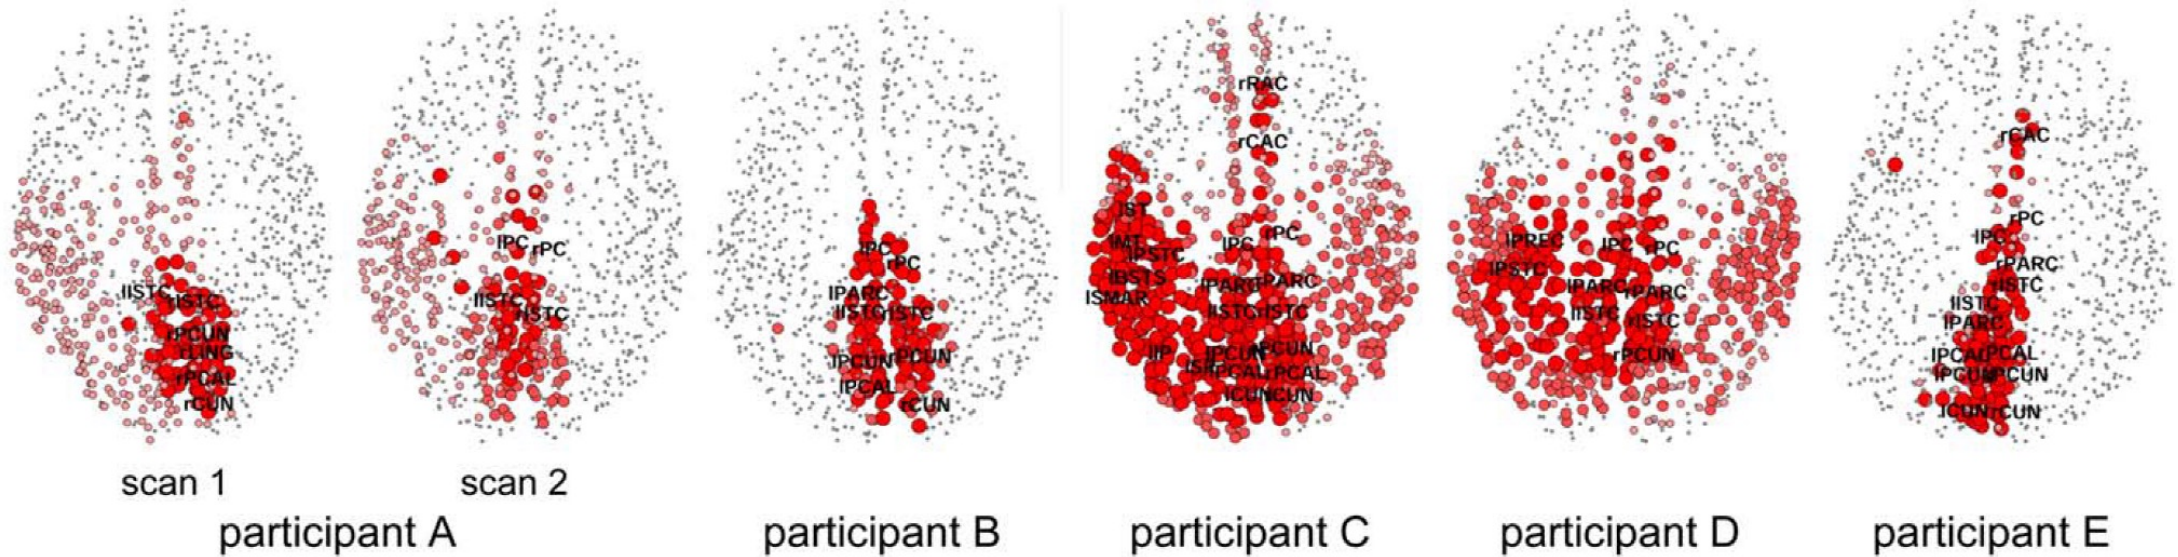 lISTC rISTC
rPCUN
rLING
rPCAL
rCUN
lPC rPC
lISTC
rISTC
lPC
rPC
lPARC
lISTC rISTC
lPCUN rPCUN
lPCAL
rCUN
rRAC
rCAC
lST
lMT
lPSTC
lBSTS
lSMAR
lPC rPC
lPARC rPARC
lISTC rISTC
lIP
lPCUN rPCUN
lPCAL rPCAL
lCUN rCUN
lPREC
lPSTC
lPC rPC
lPARC rPARC
lISTC rISTC
rPCUN
rCAC
rPC
lPC
rPARC
rISTC
lISTC
lPARC
lPCAL rPCAL
lPCUN rPCUN
lCUN rCUN
scan 1
scan 2
participant A
participant B
participant C
participant D
participant E